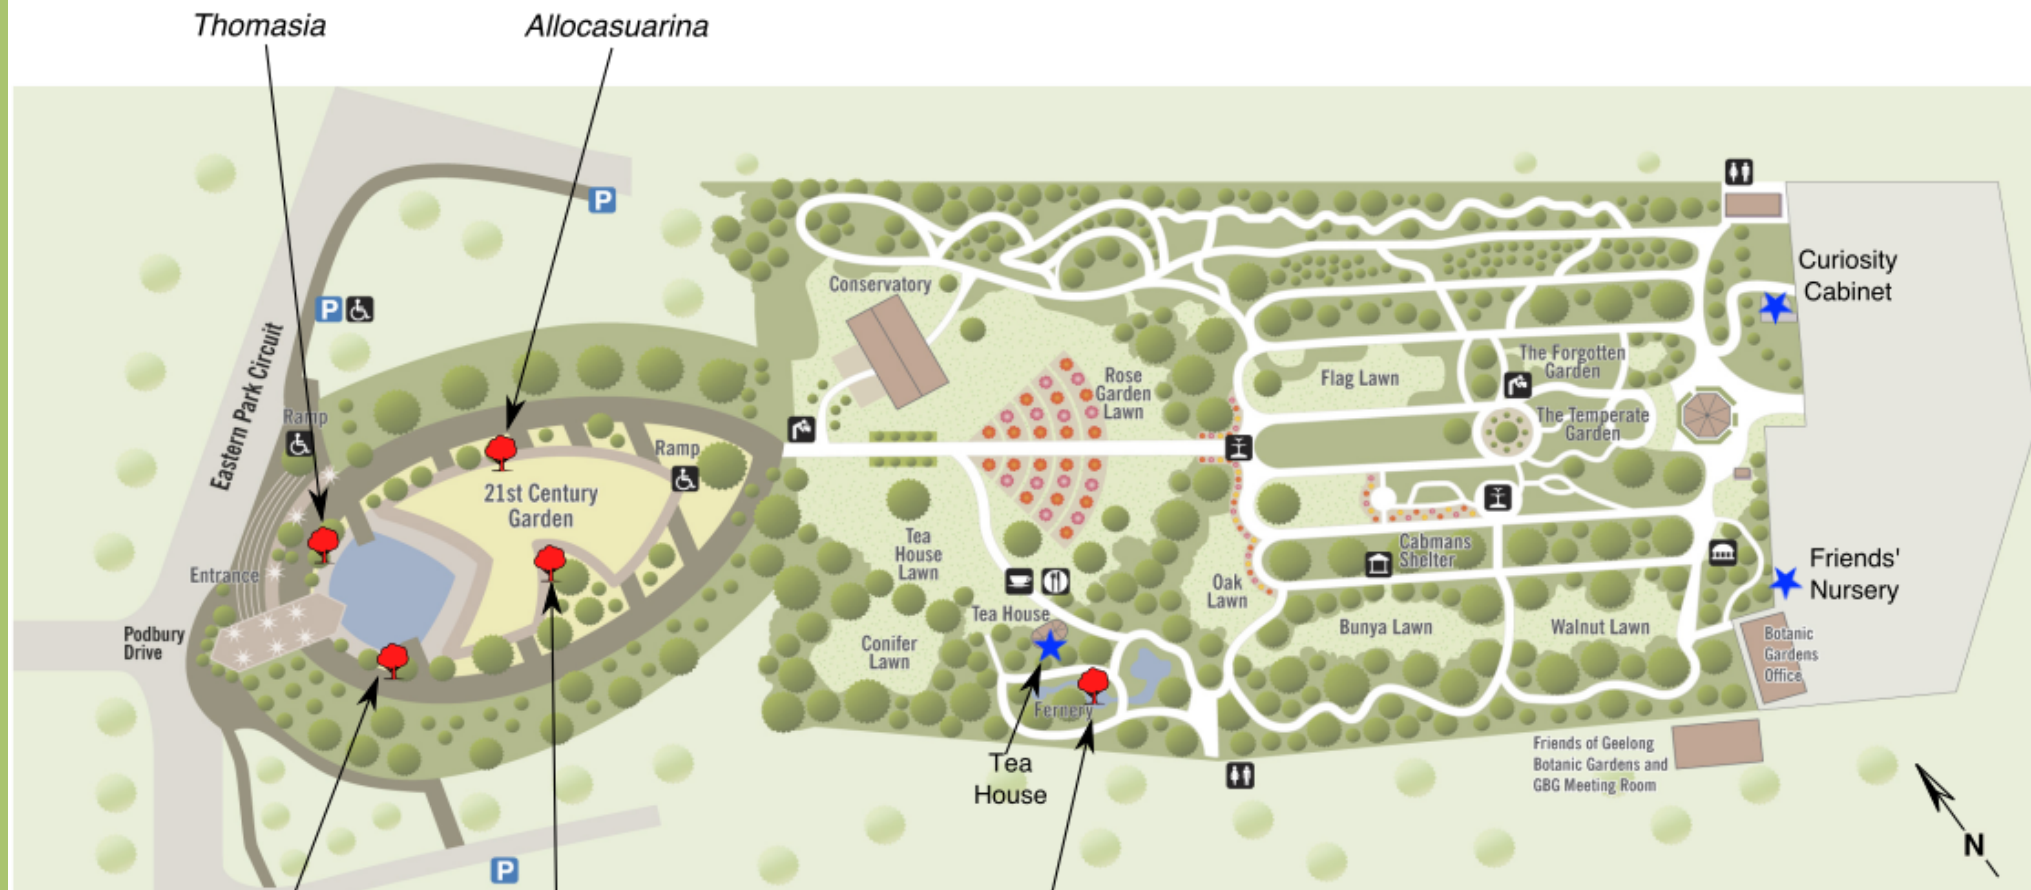 Thomasia
Allocasuarina
P
Curiosity
Cabinet
Conservatory
P
Eastern Park Circuit
Rose
Garden
Lawn
Flag Lawn
The Forgotten
Garden
Ramp
The Temperate
Garden
Ramp
21st Century
Garden
Tea
House
Lawn
Cabmans
Shelter
Entrance
Friends'
Nursery
Oak
Lawn
Tea House
Podbury
Drive
Conifer
Lawn
Bunya Lawn
Walnut Lawn
Botanic
Gardens
Office
Fernery
Tea
House
Friends of Geelong
Botanic Gardens and
GBG Meeting Room
N
P